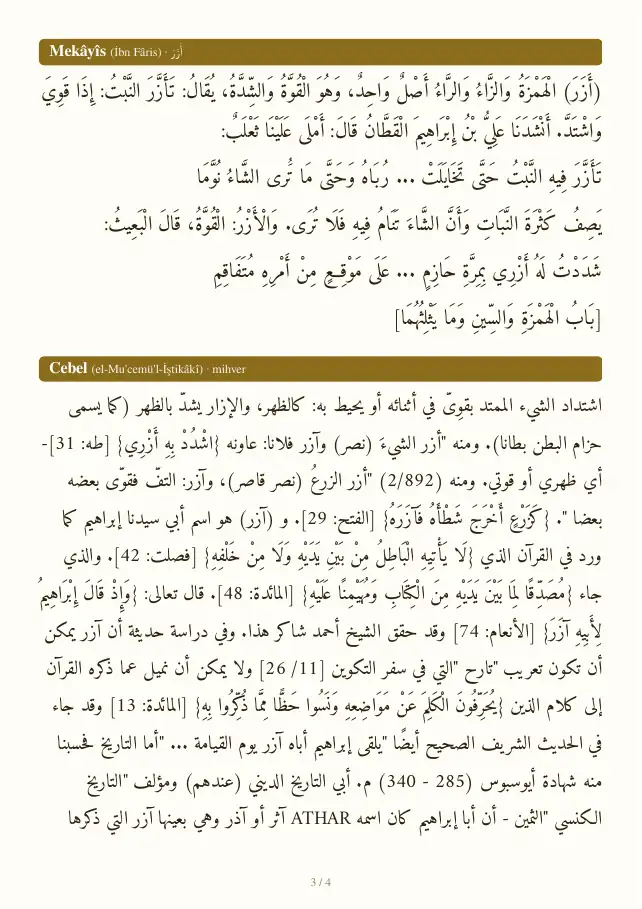 Mekâyîs (İbn Fâris) · أَزَرَ
(أَزَرَ) الْهَمْزَةُ وَالزَّاءُ وَالرَّاءُ أَصْلٌ وَاحِدٌ، وَهُوَ الْقُوَّةُ وَالشِّدَّةُ، يُقَالُ: تَأَزَّرَ النَّبْتُ: إِذَا قَوِيَ
وَاشْتَدَّ. أَنْشَدَنَا عَلِيُّ بْنُ إِبْرَاهِيمَ الْقَطَّانُ قَالَ: أَمْلَى عَلَيْنَا ثَعْلَبٌ:
تَأَزَّرَ فِيهِ النَّبْتُ حَتَّى تَخَايَلَتْ ... رُبَاهُ وَحَتَّى مَا تُرَى الشَّاءُ نُوَّمَا
يَصِفُ كَثْرَةَ النَّبَاتِ وَأَنَّ الشَّاءَ تَنَامُ فِيهِ فَلَا تُرَى. وَالْأَزْرُ: الْقُوَّةُ، قَالَ الْبَعِيثُ:
شَدَدْتُ لَهُ أَزْرِي بِمِرَّةِ حَازِمٍ ... عَلَى مَوْقِعٍ مِنْ أَمْرِهِ مُتَفَاقِمِ
[بَابُ الْهَمْزَةِ وَالسِّينِ وَمَا يَثْلِثُهُمَا]
Cebel (el-Mu'cemü'l-İştikâkî) · mihver
اشتداد الشيء الممتد بقوِىّ في أثنائه أو يحيط به: كالظهر، والإزار يشدّ بالظهر (كما يسمى
حزام البطن بطانا). ومنه "أزر الشيءَ (نصر) وآزر فلانا: عاونه {اشْدُدْ بِهِ أَزْرِي} [طه: 31]-
أي ظهري أو قوتي. ومنه (2/892) "أزر الزرعُ (نصر قاصر)، وآزر: التفّ فقوّى بعضه
بعضا ". {كَزَرْعٍ أَخْرَجَ شَطْأَهُ فَآزَرَهُ} [الفتح: 29]. و (آزر) هو اسم أبي سيدنا إبراهيم كما
ورد في القرآن الذي {لَا يَأْتِيهِ الْبَاطِلُ مِنْ بَيْنِ يَدَيْهِ وَلَا مِنْ خَلْفِهِ} [فصلت: 42]. والذي
جاء {مُصَدِّقًا لِمَا بَيْنَ يَدَيْهِ مِنَ الْكِتَابِ وَمُهَيْمِنًا عَلَيْهِ} [المائدة: 48]. قال تعالى: {وَإِذْ قَالَ إِبْرَاهِيمُ
لِأَبِيهِ آزَرَ} [الأنعام: 74] وقد حقق الشيخ أحمد شاكر هذا. وفي دراسة حديثة أن آزر يمكن
أن تكون تعريب "تارح "التي في سفر التكوين [11/ 26] ولا يمكن أن نميل عما ذكره القرآن
إلى كلام الذين {يُحَرِّفُونَ الْكَلِمَ عَنْ مَوَاضِعِهِ وَنَسُوا حَظًّا مِمَّا ذُكِّرُوا بِهِ} [المائدة: 13] وقد جاء
في الحديث الشريف الصحيح أيضًا "يلقى إبراهيم أباه آزر يوم القيامة ... "أما التاريخ فحسبنا
منه شهادة أيوسبوس (285 - 340) م. أبي التاريخ الديني (عندهم) ومؤلف "التاريخ
الكنسي "الثمين - أن أبا إبراهيم كان اسمه ATHAR آثر أو آذر وهي بعينها آزر التي ذكرها
3 / 4